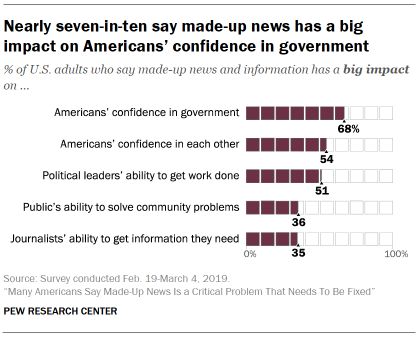 Nearly seven-in-ten say made-up news has a big
impact on Americans' confidence in government
% of U.S. adults who say made-up news and information has a big impact
on ...
Americans' confidence in government
68%
Americans' confidence in each other
54
Political leaders' ability to get work done
51
Public's ability to solve community problems
36
Journalists' ability to get information they need
35
0% 100%
Source: Survey conducted Feb. 19-March 4, 2019.
"Many Americans Say Made-Up News Is a Critical Problem That Needs To Be Fixed"
PEW RESEARCH CENTER